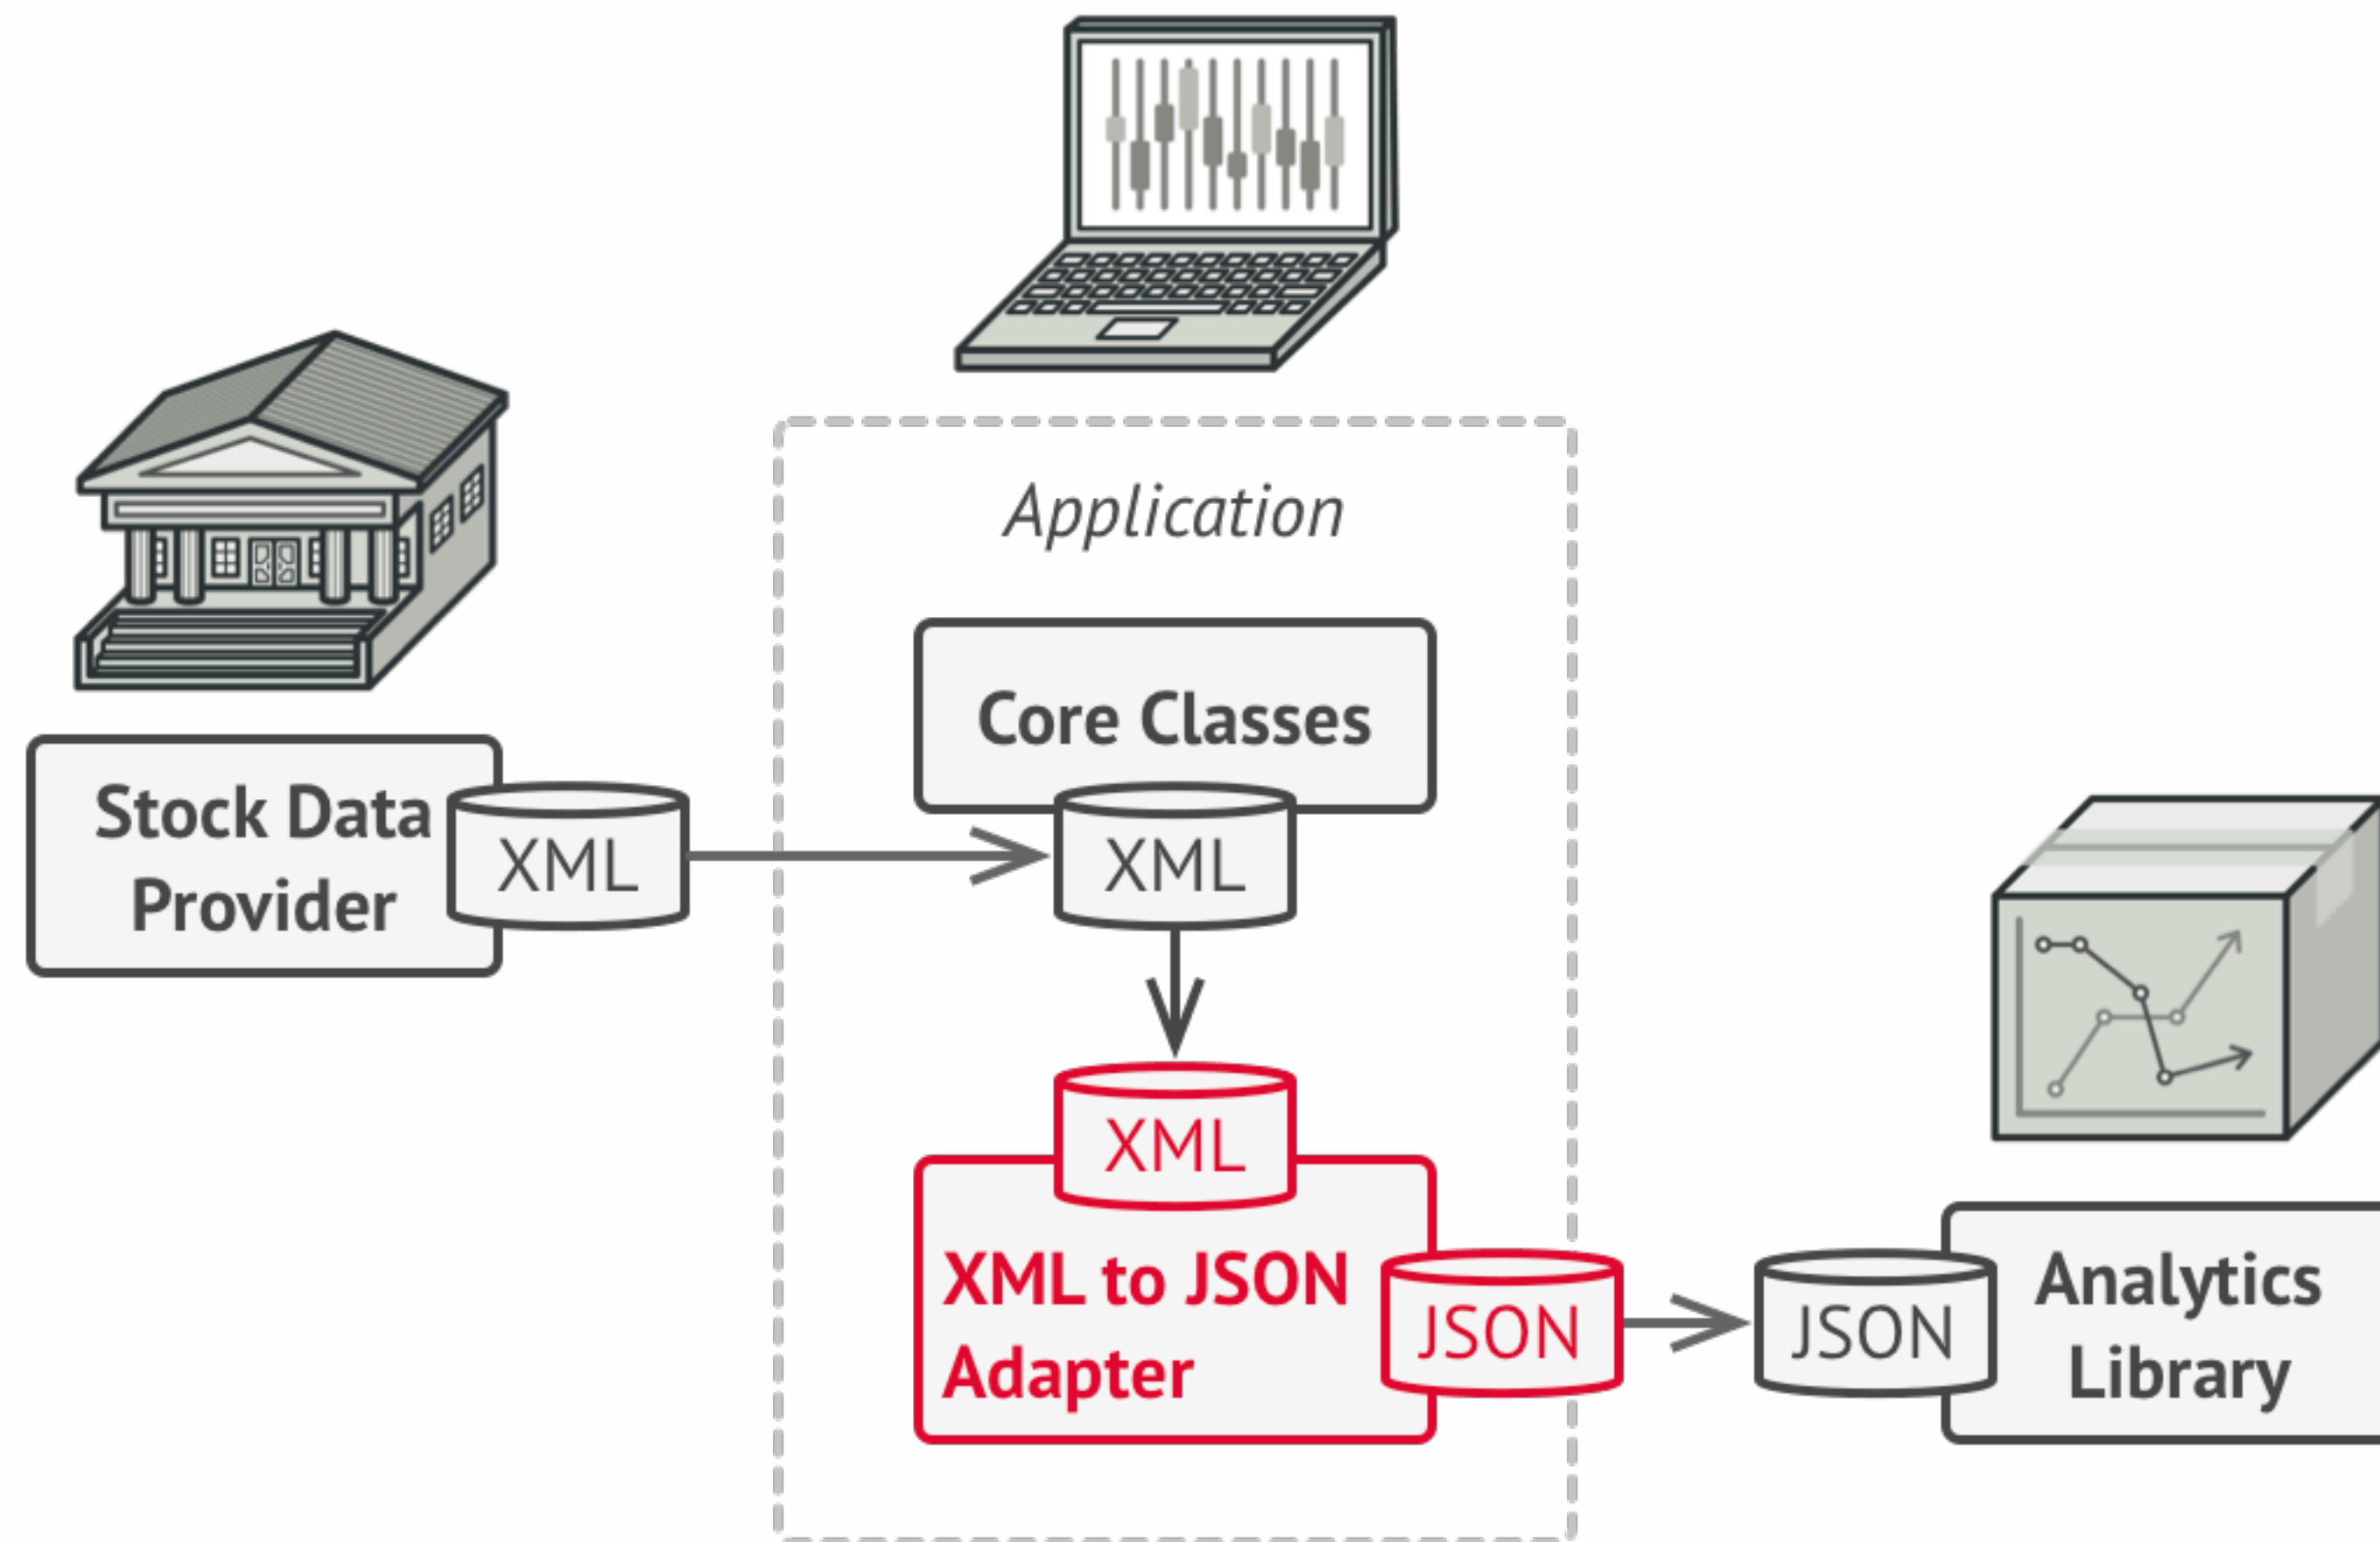 Application
Core Classes
Stock Data
Provider
XML
XML
XML
XML to JSON
Adapter
JSON
JSON
Analytics
Library